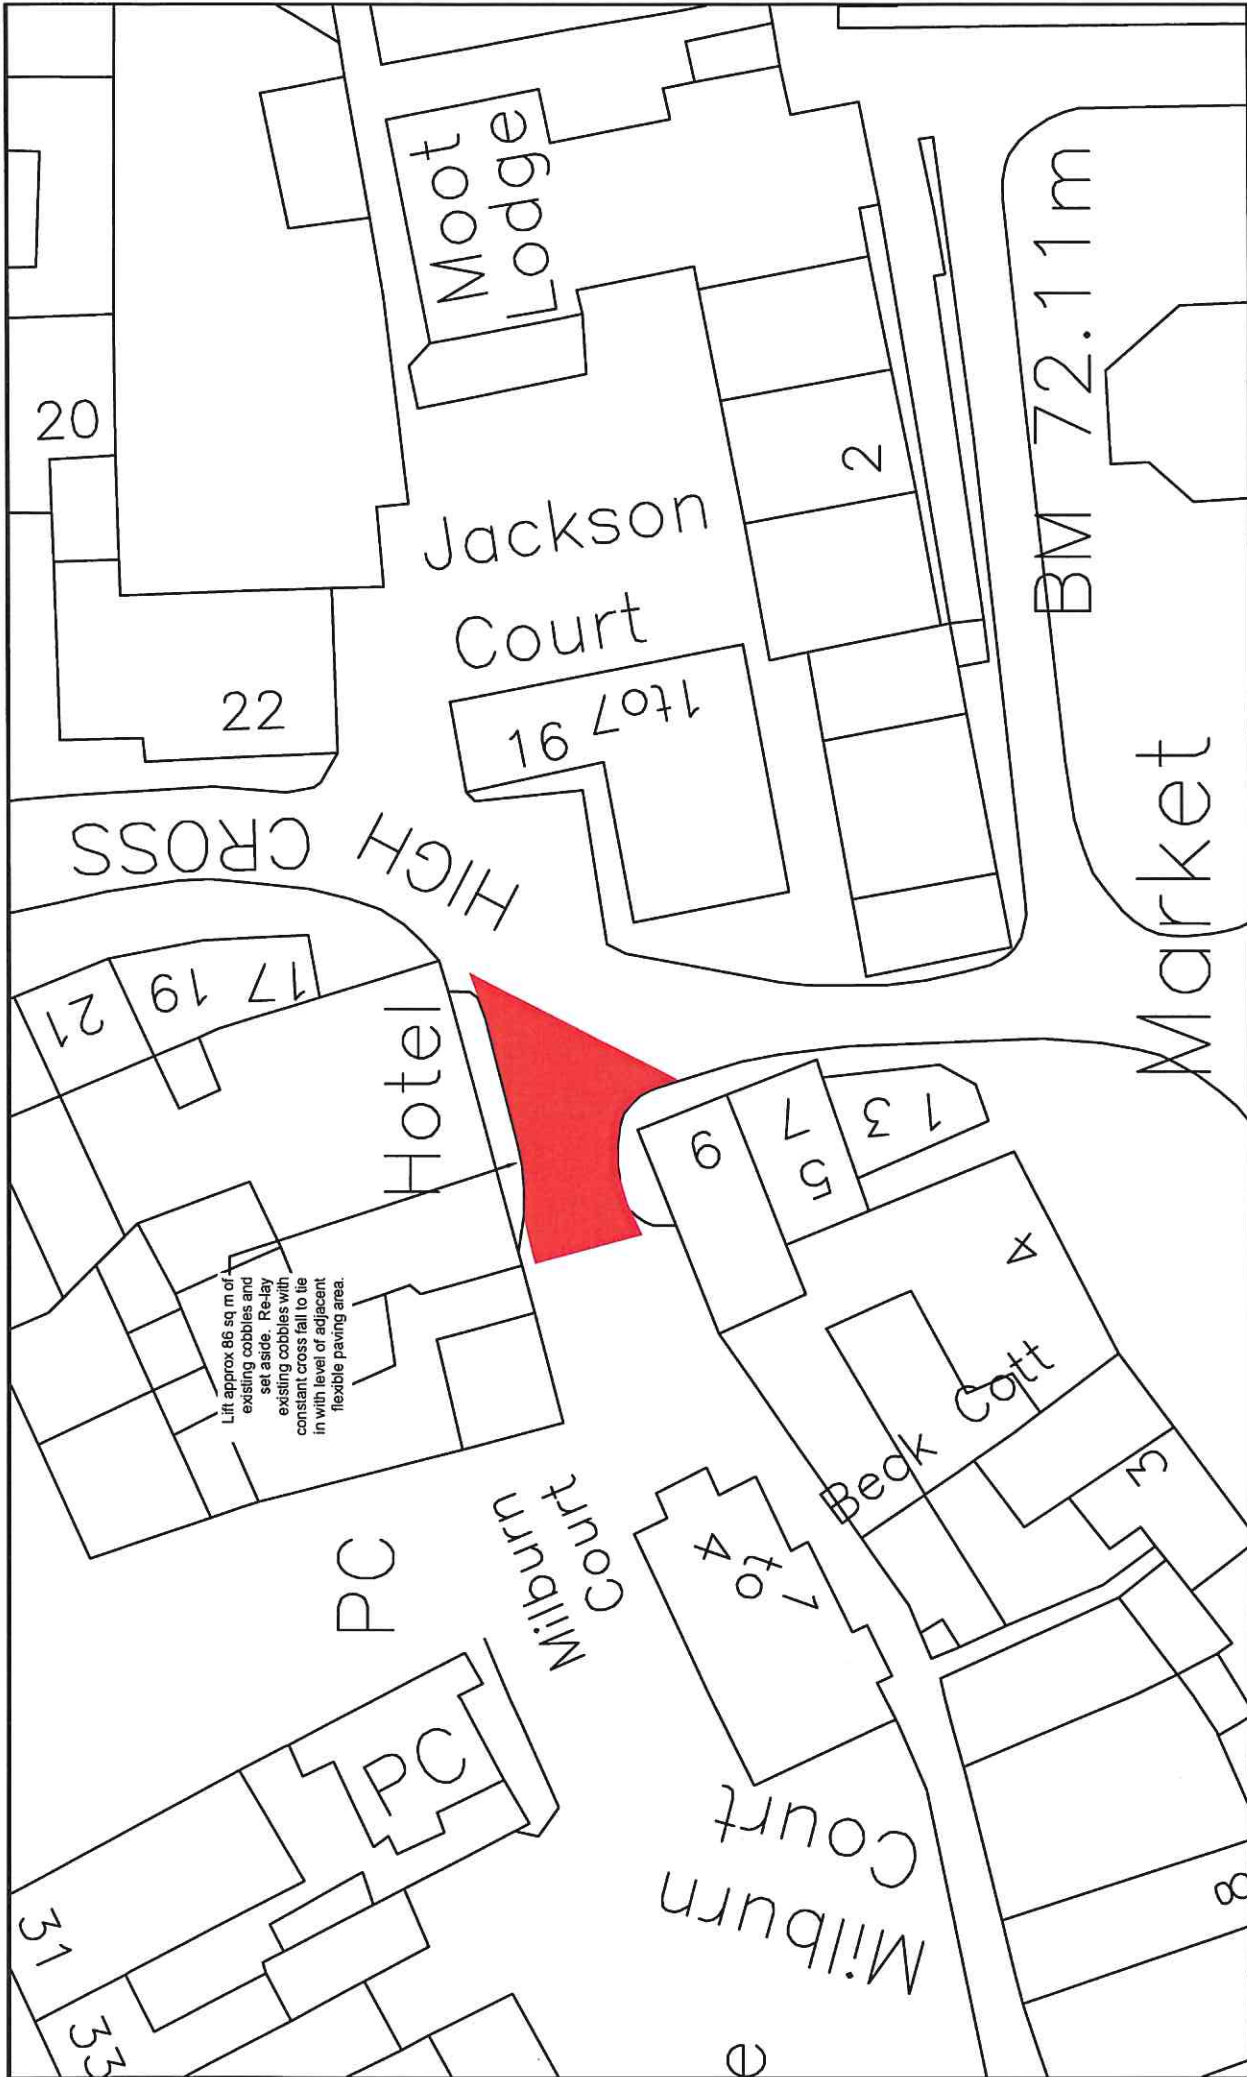 20
22
Moot
Lodge
Jackson
Court
2
BM 72.11m
16
1to7
HIGH CROSS
21
19
17
Hotel
Market
9
7
5
3
1
4
Beck Cott
3
Lift approx 86 sq m of
existing cobbles and
set aside. Re-lay
existing cobbles with
constant cross fall to tie
in with level of adjacent
flexible paving area.
PC
Milburn
Court
4
to
7
PC
Milburn
Court
31
33
8
e